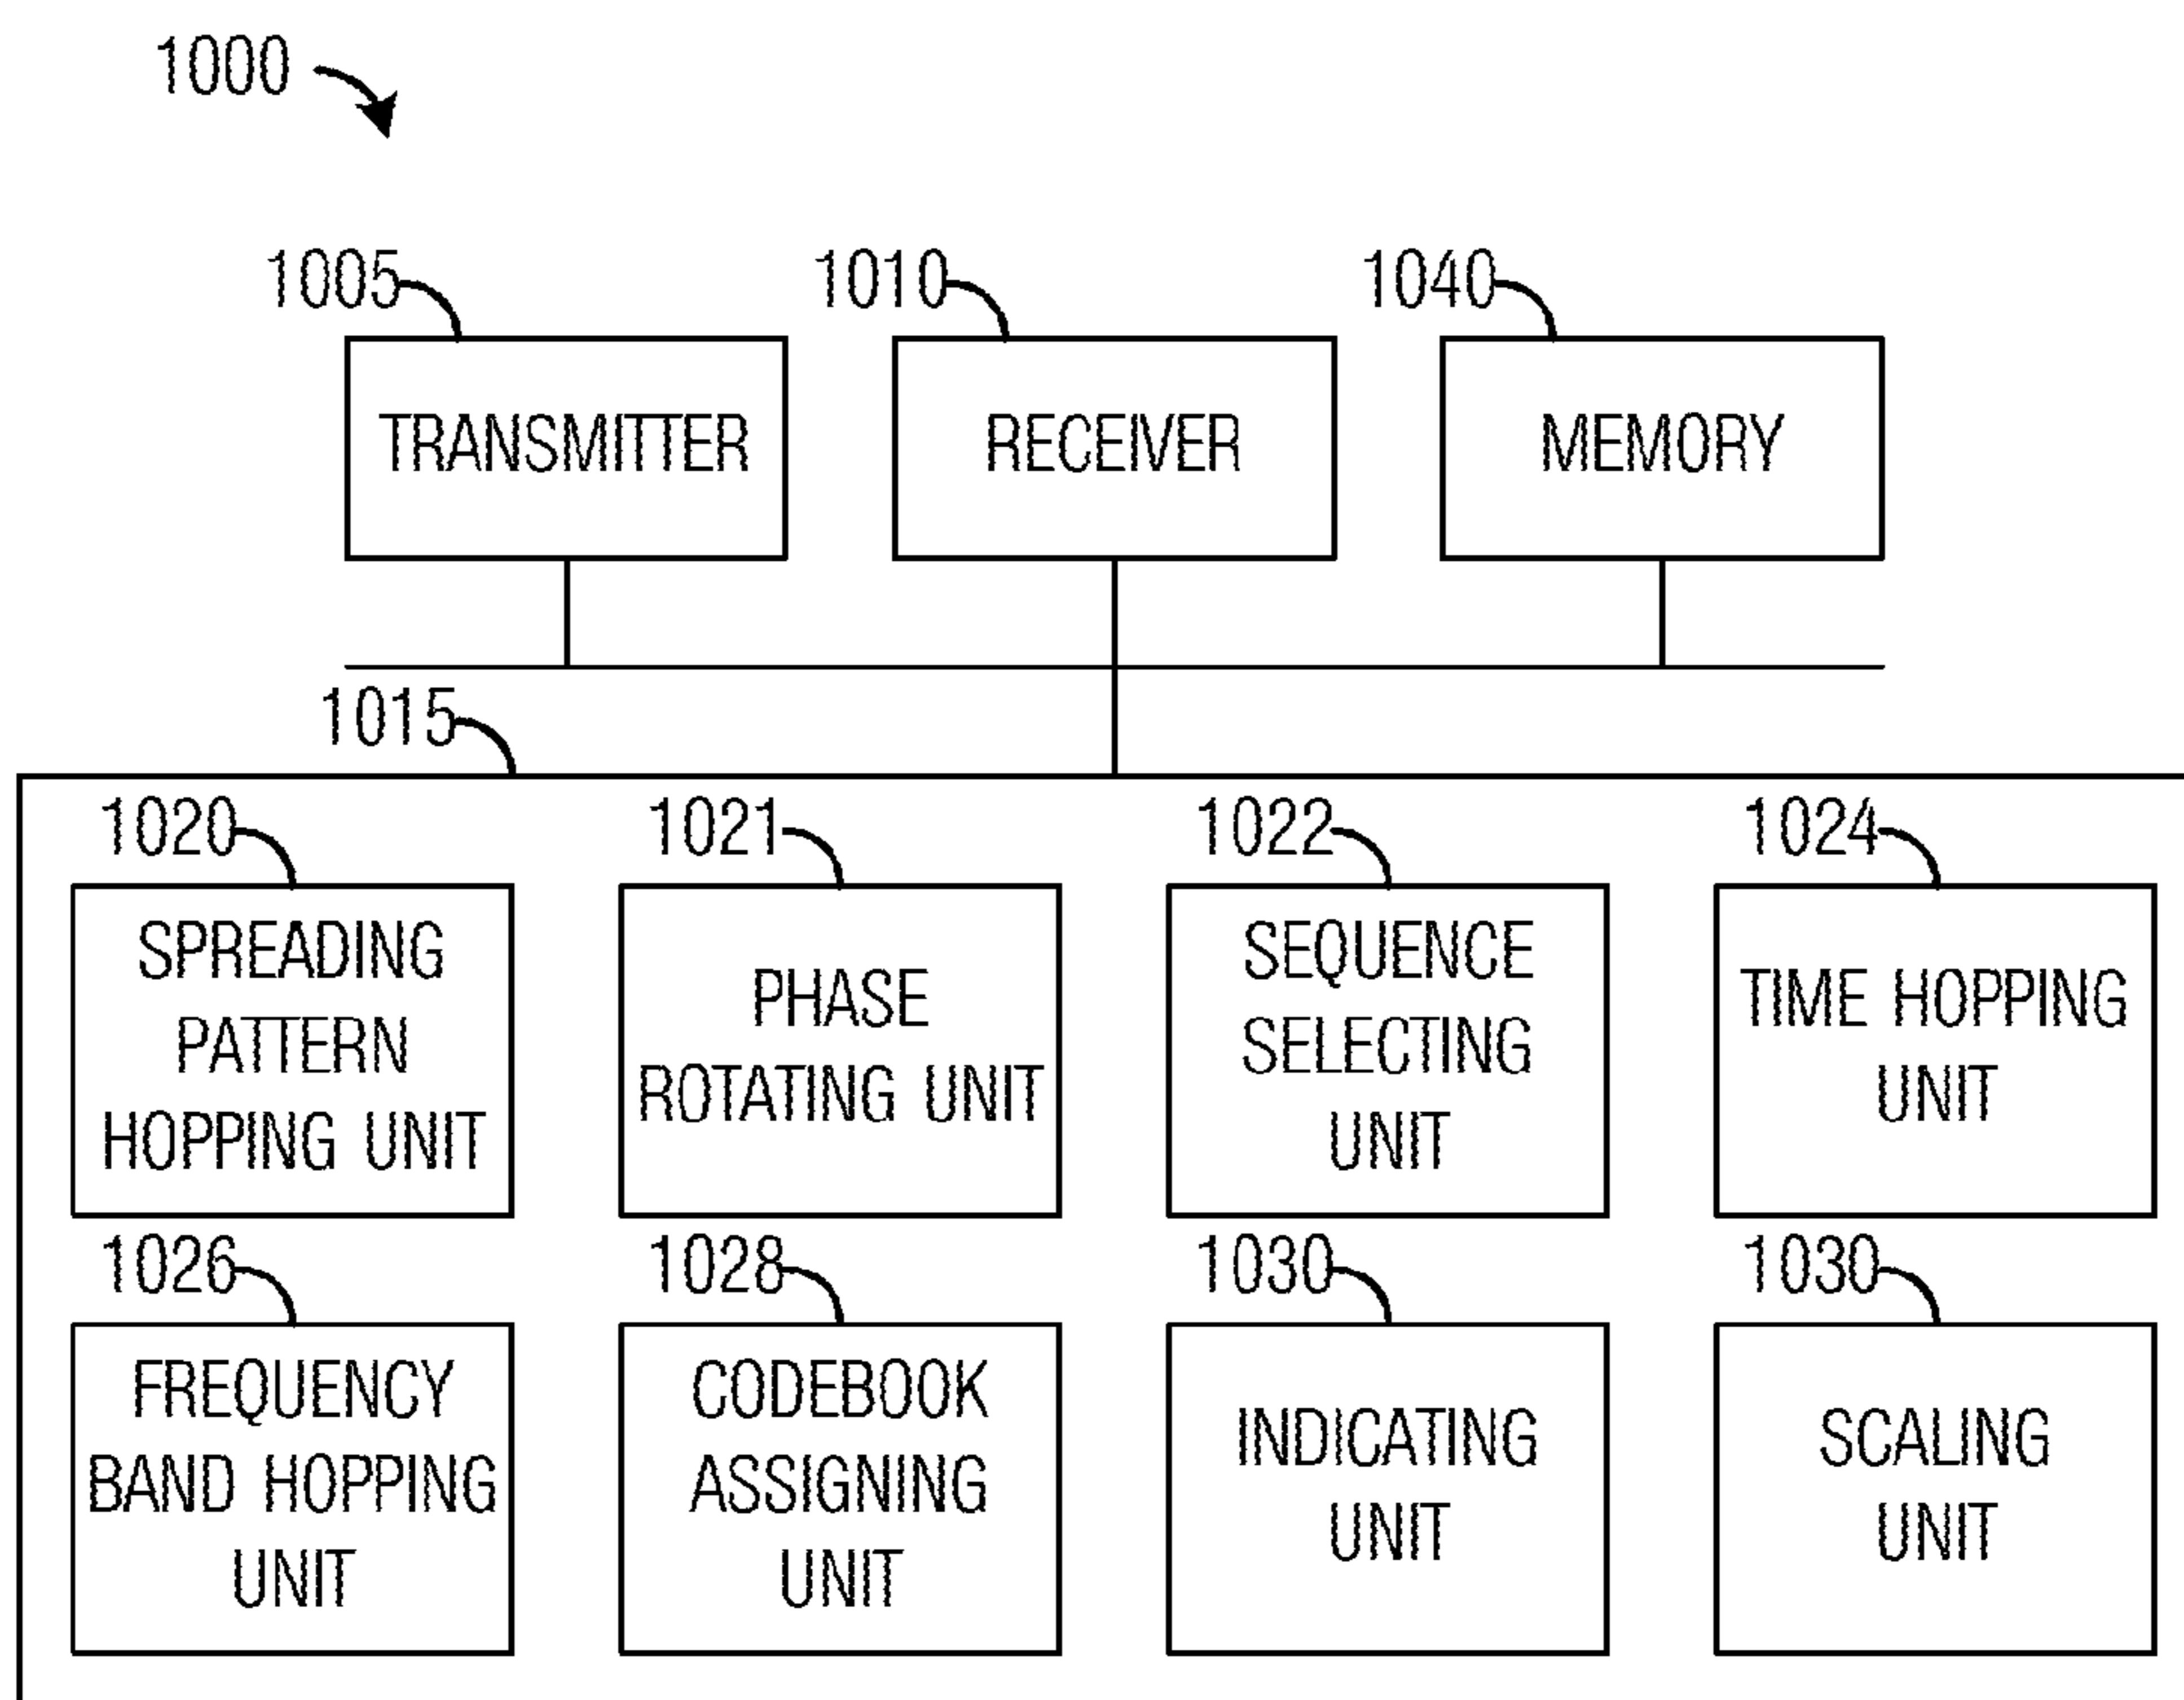 1000
1005
1010
1040
TRANSMITTER
RECEIVER
MEMORY
1015
1020
1021
1022
1024
SPREADING
PATTERN
HOPPING UNIT
PHASE
ROTATING UNIT
SEQUENCE
SELECTING
UNIT
TIME HOPPING
UNIT
1026
1028
1030
1030
FREQUENCY
BAND HOPPING
UNIT
CODEBOOK
ASSIGNING
UNIT
INDICATING
UNIT
SCALING
UNIT